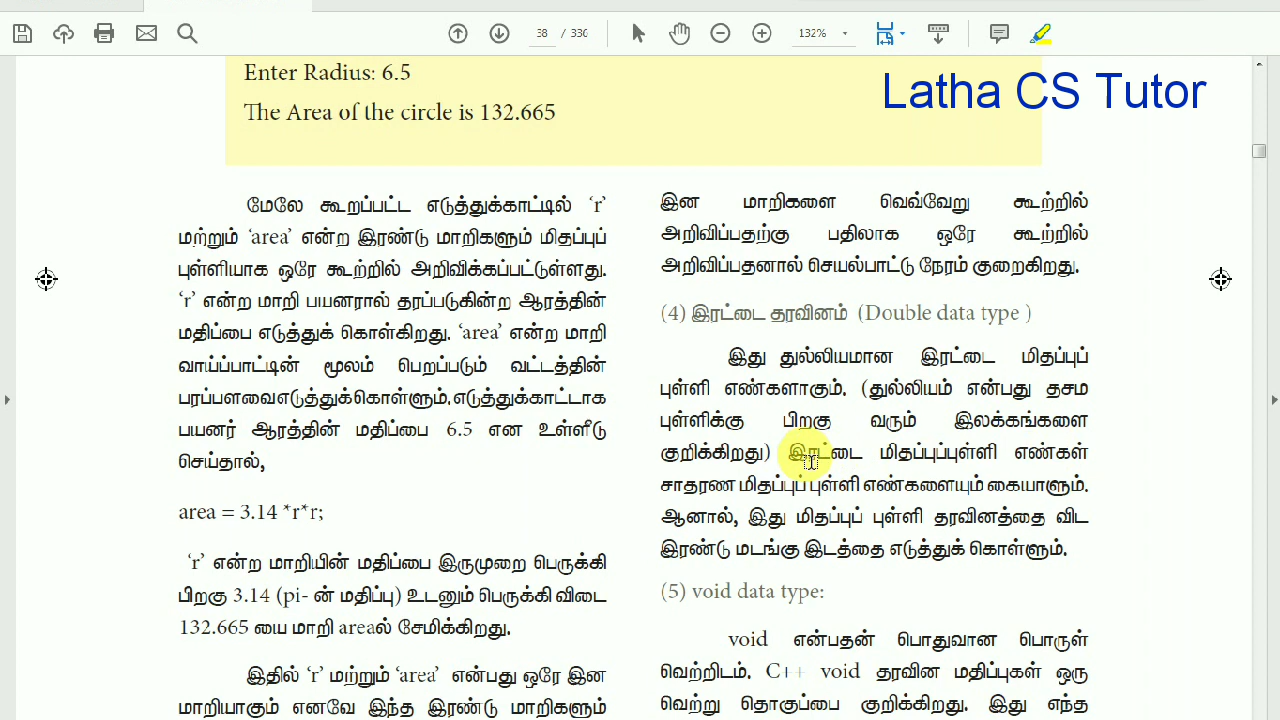 38 / 336
132%
Latha CS Tutor
Enter Radius: 6.5
The Area of the circle is 132.665
மேலே கூறப்பட்ட எடுத்துக்காட்டில் ‘r’
மற்றும் ‘area’ என்ற இரண்டு மாறிகளும் மிதப்புப்
புள்ளியாக ஒரே கூற்றில் அறிவிக்கப்பட்டுள்ளது.
‘r’ என்ற மாறி பயனரால் தரப்படுகின்ற ஆரத்தின்
மதிப்பை எடுத்துக் கொள்கிறது. ‘area’ என்ற மாறி
வாய்ப்பாட்டின் மூலம் பெறப்படும் வட்டத்தின்
பரப்பளவை எடுத்துக்கொள்ளும். எடுத்துக்காட்டாக
பயனர் ஆரத்தின் மதிப்பை 6.5 என உள்ளீடு
செய்தால்,
area = 3.14 *r*r;
‘r’ என்ற மாறியின் மதிப்பை இருமுறை பெருக்கி
பிறகு 3.14 (pi- ன் மதிப்பு) உடனும் பெருக்கி விடை
132.665 யை மாறி areaல் சேமிக்கிறது.
இதில் ‘r’ மற்றும் ‘area’ என்பது ஒரே இன
மாறியாகும் எனவே இந்த இரண்டு மாறிகளும்
இன மாறிகளை வெவ்வேறு கூற்றில்
அறிவிப்பதற்கு பதிலாக ஒரே கூற்றில்
அறிவிப்பதனால் செயல்பாட்டு நேரம் குறைகிறது.
(4) இரட்டை தரவினம் (Double data type )
இது துல்லியமான இரட்டை மிதப்புப்
புள்ளி எண்களாகும். (துல்லியம் என்பது தசம
புள்ளிக்கு பிறகு வரும் இலக்கங்களை
குறிக்கிறது) இரட்டை மிதப்புப்புள்ளி எண்கள்
சாதரண மிதப்புப் புள்ளி எண்களையும் கையாளும்.
ஆனால், இது மிதப்புப் புள்ளி தரவினத்தை விட
இரண்டு மடங்கு இடத்தை எடுத்துக் கொள்ளும்.
(5) void data type:
void என்பதன் பொதுவான பொருள்
வெற்றிடம். C++ void தரவின மதிப்புகள் ஒரு
வெற்று தொகுப்பை குறிக்கிறது. இது எந்த